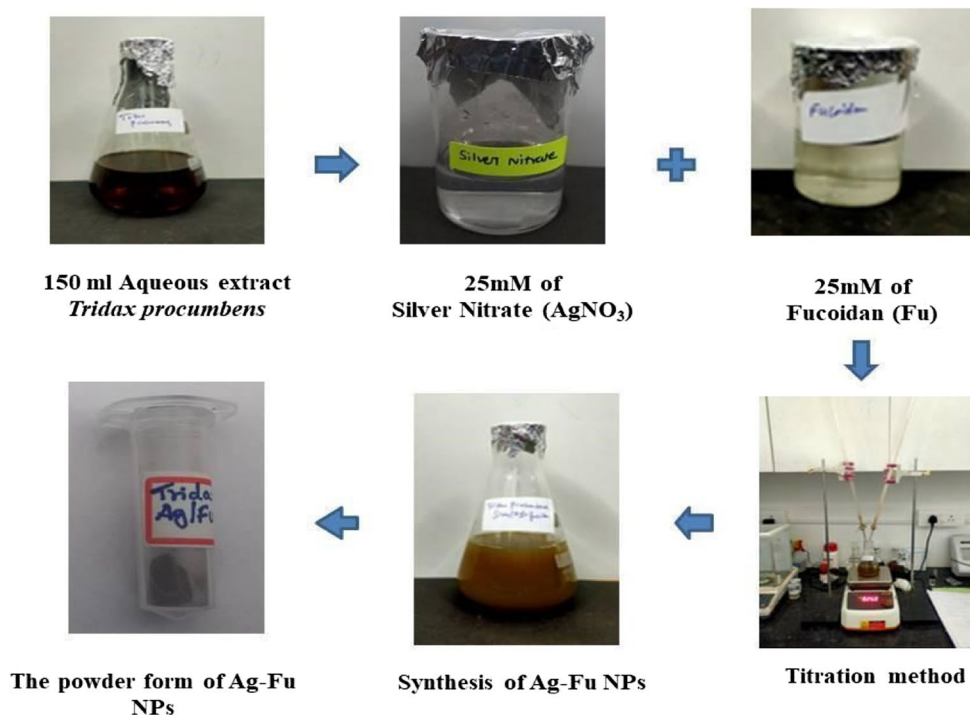 Silver Nitrate
Fucoidan
150 ml Aqueous extract
Tridax procumbens
25mM of
Silver Nitrate (AgNO₃)
25mM of
Fucoidan (Fu)
Tridax
Ag/Fu
The powder form of Ag-Fu
NPs
Synthesis of Ag-Fu NPs
Titration method